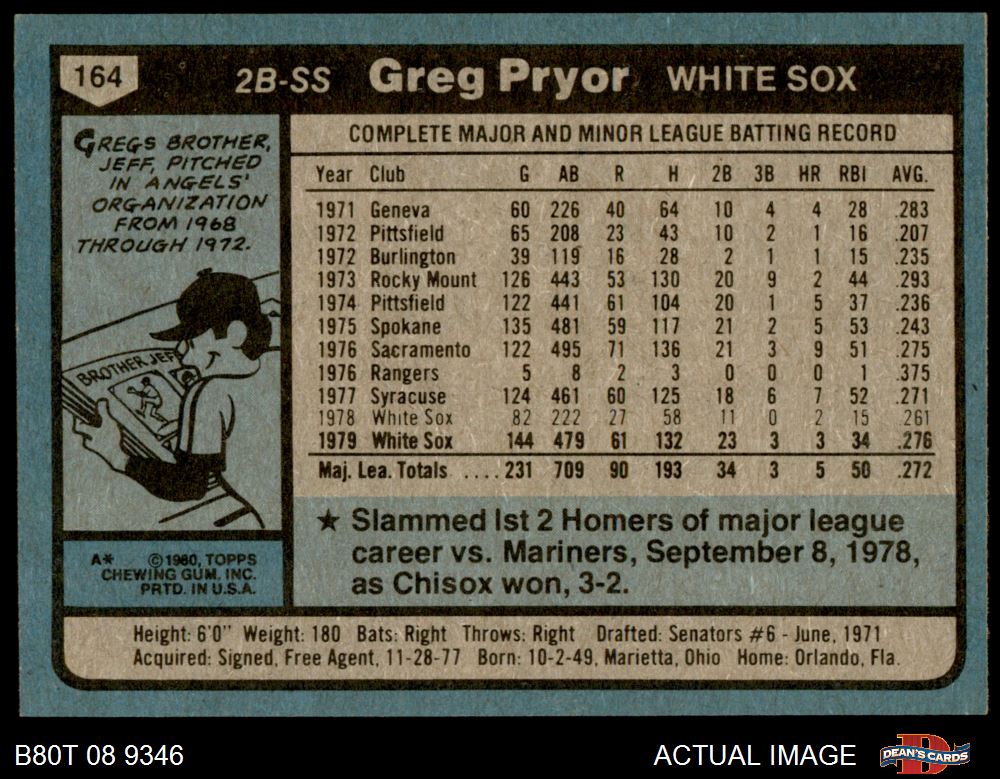 164 2B-SS Greg Pryor WHITE SOX
GREGS BROTHER,
JEFF, PITCHED
IN ANGELS'
ORGANIZATION
FROM 1968
THROUGH 1972.
BROTHER JEFF
A* ©1980, TOPPS
CHEWING GUM, INC.
PRTD. IN U.S.A.
COMPLETE MAJOR AND MINOR LEAGUE BATTING RECORD
Year Club G AB R H 2B 3B HR RBI AVG.
1971 Geneva 60 226 40 64 10 4 4 28 .283
1972 Pittsfield 65 208 23 43 10 2 1 16 .207
1972 Burlington 39 119 16 28 2 1 1 15 .235
1973 Rocky Mount 126 443 53 130 20 9 2 44 .293
1974 Pittsfield 122 441 61 104 20 1 5 37 .236
1975 Spokane 135 481 59 117 21 2 5 53 .243
1976 Sacramento 122 495 71 136 21 3 9 51 .275
1976 Rangers 5 8 2 3 0 0 0 1 .375
1977 Syracuse 124 461 60 125 18 6 7 52 .271
1978 White Sox 82 222 27 58 11 0 2 15 .261
1979 White Sox 144 479 61 132 23 3 3 34 .276
Maj. Lea. Totals ....231 709 90 193 34 3 5 50 .272
★ Slammed lst 2 Homers of major league
career vs. Mariners, September 8, 1978,
as Chisox won, 3-2.
Height: 6'0" Weight: 180 Bats: Right Throws: Right Drafted: Senators #6 - June, 1971
Acquired: Signed, Free Agent, 11-28-77 Born: 10-2-49, Marietta, Ohio Home: Orlando, Fla.
B80T 08 9346 ACTUAL IMAGE DEAN'S CARDS